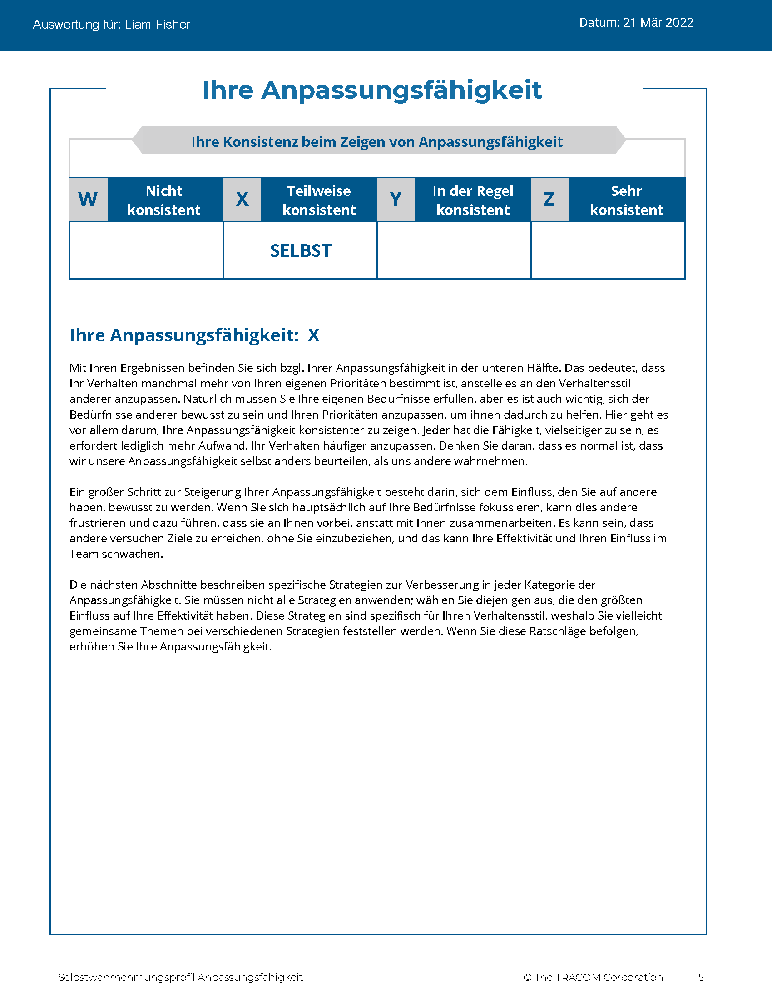 Auswertung für: Liam Fisher
Datum: 21 Mär 2022
Ihre Anpassungsfähigkeit
Ihre Konsistenz beim Zeigen von Anpassungsfähigkeit
W Nicht konsistent X Teilweise konsistent Y In der Regel konsistent Z Sehr konsistent
SELBST
Ihre Anpassungsfähigkeit: X
Mit Ihren Ergebnissen befinden Sie sich bzgl. Ihrer Anpassungsfähigkeit in der unteren Hälfte. Das bedeutet, dass
Ihr Verhalten manchmal mehr von Ihren eigenen Prioritäten bestimmt ist, anstelle es an den Verhaltensstil
anderer anzupassen. Natürlich müssen Sie Ihre eigenen Bedürfnisse erfüllen, aber es ist auch wichtig, sich der
Bedürfnisse anderer bewusst zu sein und Ihren Prioritäten anzupassen, um ihnen dadurch zu helfen. Hier geht es
vor allem darum, Ihre Anpassungsfähigkeit konsistenter zu zeigen. Jeder hat die Fähigkeit, vielseitiger zu sein, es
erfordert lediglich mehr Aufwand, Ihr Verhalten häufiger anzupassen. Denken Sie daran, dass es normal ist, dass
wir unsere Anpassungsfähigkeit selbst anders beurteilen, als uns andere wahrnehmen.
Ein großer Schritt zur Steigerung Ihrer Anpassungsfähigkeit besteht darin, sich dem Einfluss, den Sie auf andere
haben, bewusst zu werden. Wenn Sie sich hauptsächlich auf Ihre Bedürfnisse fokussieren, kann dies andere
frustrieren und dazu führen, dass sie an Ihnen vorbei, anstatt mit Ihnen zusammenarbeiten. Es kann sein, dass
andere versuchen Ziele zu erreichen, ohne Sie einzubeziehen, und das kann Ihre Effektivität und Ihren Einfluss im
Team schwächen.
Die nächsten Abschnitte beschreiben spezifische Strategien zur Verbesserung in jeder Kategorie der
Anpassungsfähigkeit. Sie müssen nicht alle Strategien anwenden; wählen Sie diejenigen aus, die den größten
Einfluss auf Ihre Effektivität haben. Diese Strategien sind spezifisch für Ihren Verhaltensstil, weshalb Sie vielleicht
gemeinsame Themen bei verschiedenen Strategien feststellen werden. Wenn Sie diese Ratschläge befolgen,
erhöhen Sie Ihre Anpassungsfähigkeit.
Selbstwahrnehmungsprofil Anpassungsfähigkeit
© The TRACOM Corporation 5